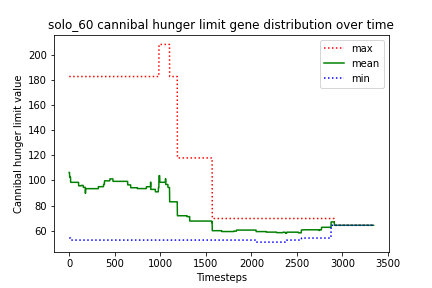 solo_60 cannibal hunger limit gene distribution over time
Cannibal hunger limit value
200
180
160
140
120
100
80
60
max
mean
min
0
500
1000
1500
2000
2500
3000
3500
Timesteps